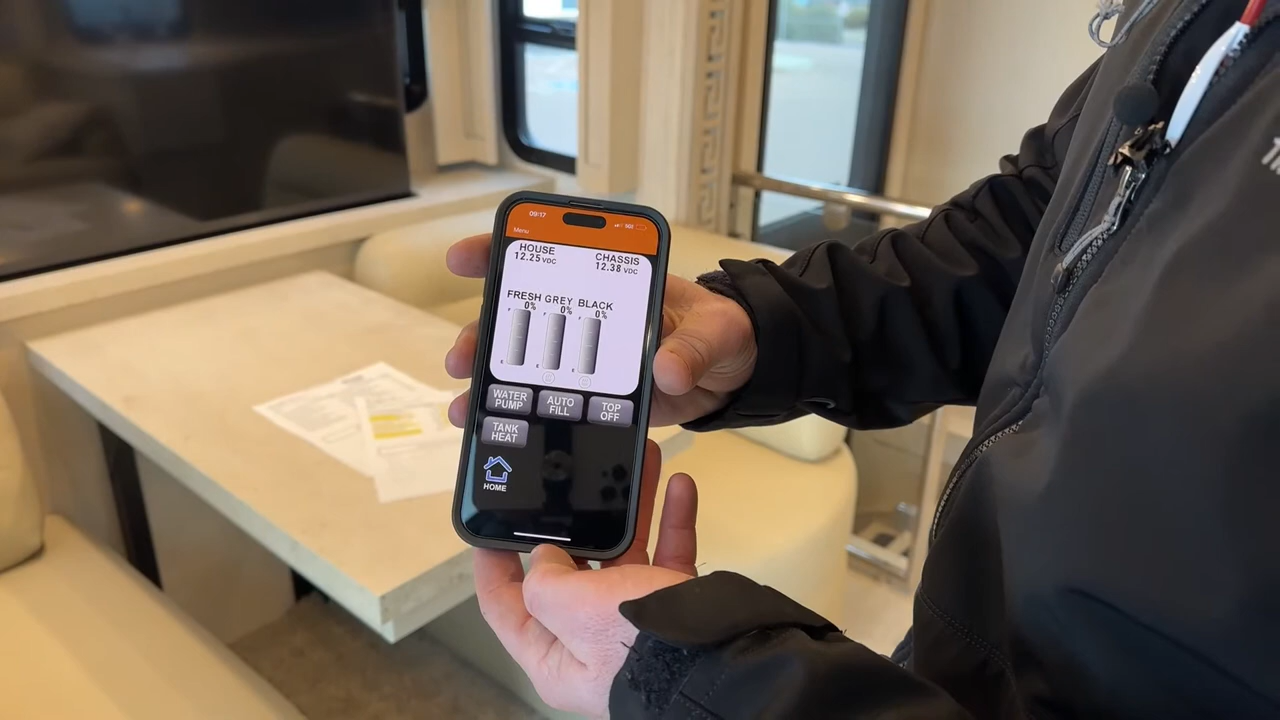 09:17
Menu
HOUSE
12.25 VDC
CHASSIS
12.38 VDC
FRESH GREY BLACK
0% 0% 0%
F F F
E E E
WATER PUMP
AUTO FILL
TOP OFF
TANK HEAT
HOME